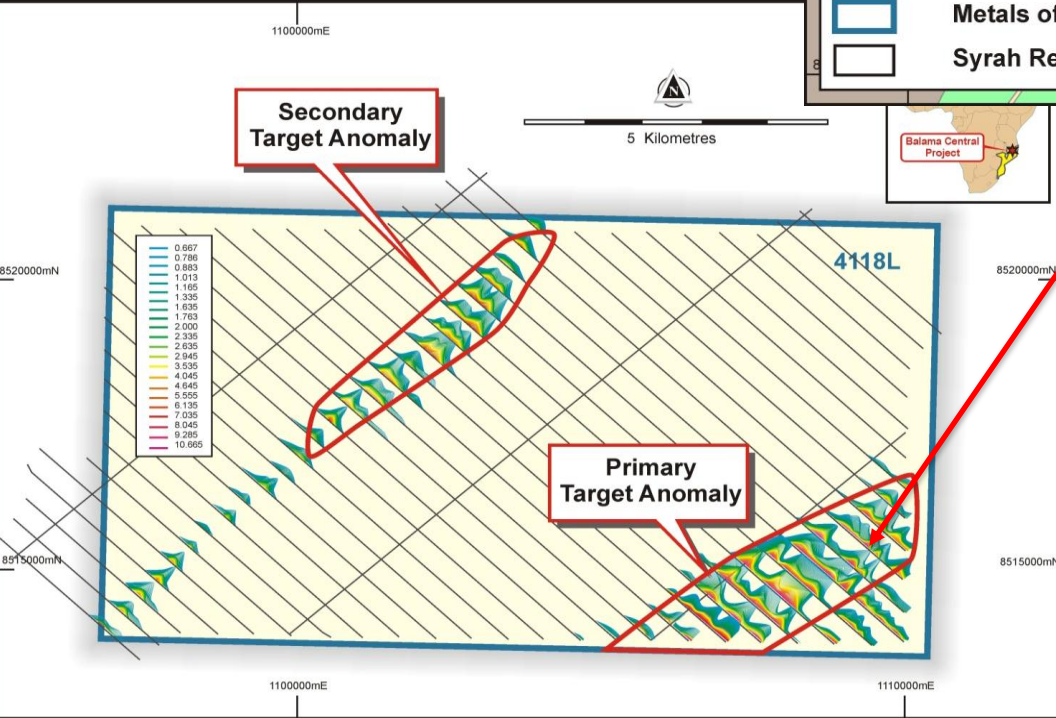 1100000mE
Metals of
Syrah Re
8
N
5 Kilometres
Balama Central
Project
Secondary
Target Anomaly
8520000mN
8520000mN
4118L
0.667
0.786
0.883
1.013
1.165
1.335
1.635
1.763
2.000
2.335
2.635
2.945
3.535
4.045
4.645
5.555
6.135
7.035
8.045
9.285
10.665
Primary
Target Anomaly
8515000mN
8515000mN
1100000mE
1110000mE